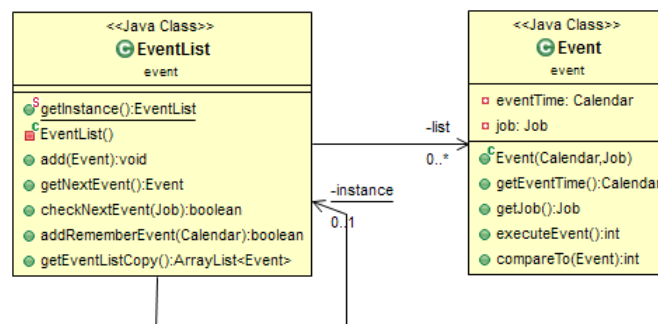 <<Java Class>>
EventList
event
getInstance():EventList
EventList()
add(Event):void
getNextEvent():Event
checkNextEvent(Job):boolean
addRememberEvent(Calendar):boolean
getEventListCopy():ArrayList<Event>
-list
0..*
-instance
0..1
<<Java Class>>
Event
event
eventTime: Calendar
job: Job
Event(Calendar,Job)
getEventTime():Calendar
getJob():Job
executeEvent():int
compareTo(Event):int